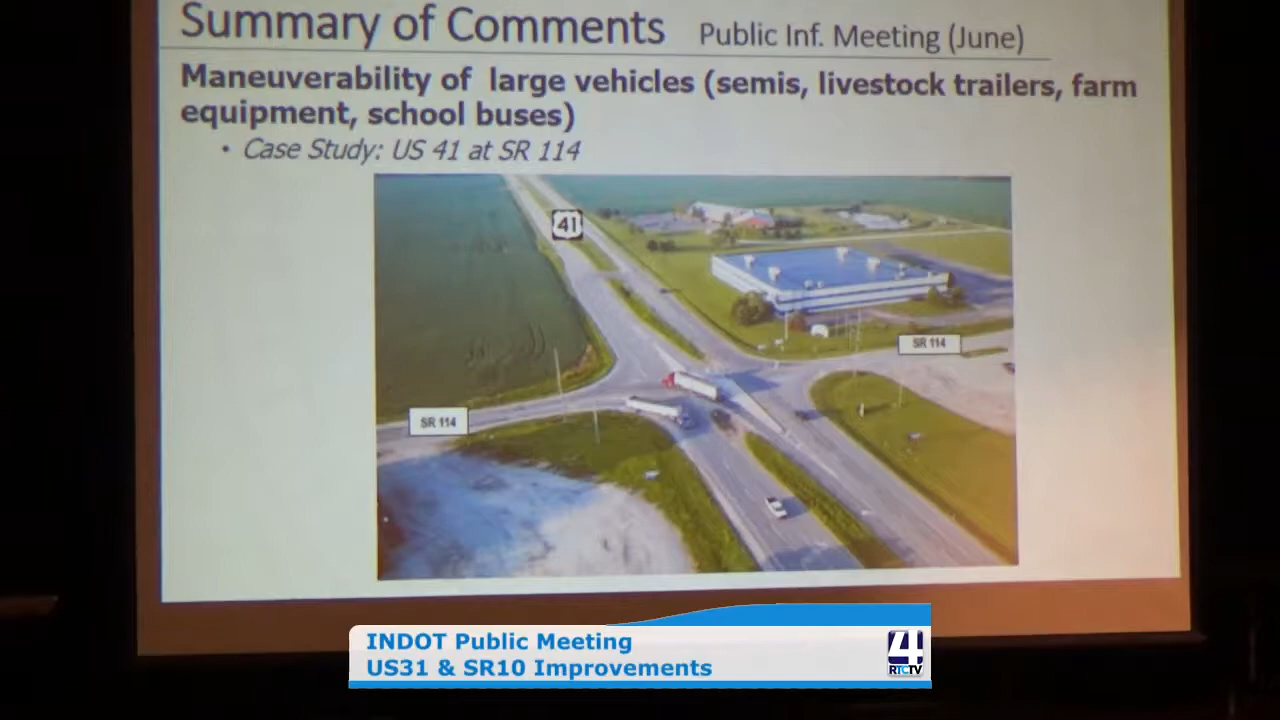 Summary of Comments Public Inf. Meeting (June)
Maneuverability of large vehicles (semis, livestock trailers, farm
equipment, school buses)
• Case Study: US 41 at SR 114
41
SR 114
SR 114
INDOT Public Meeting
US31 & SR10 Improvements
4
RTCTV